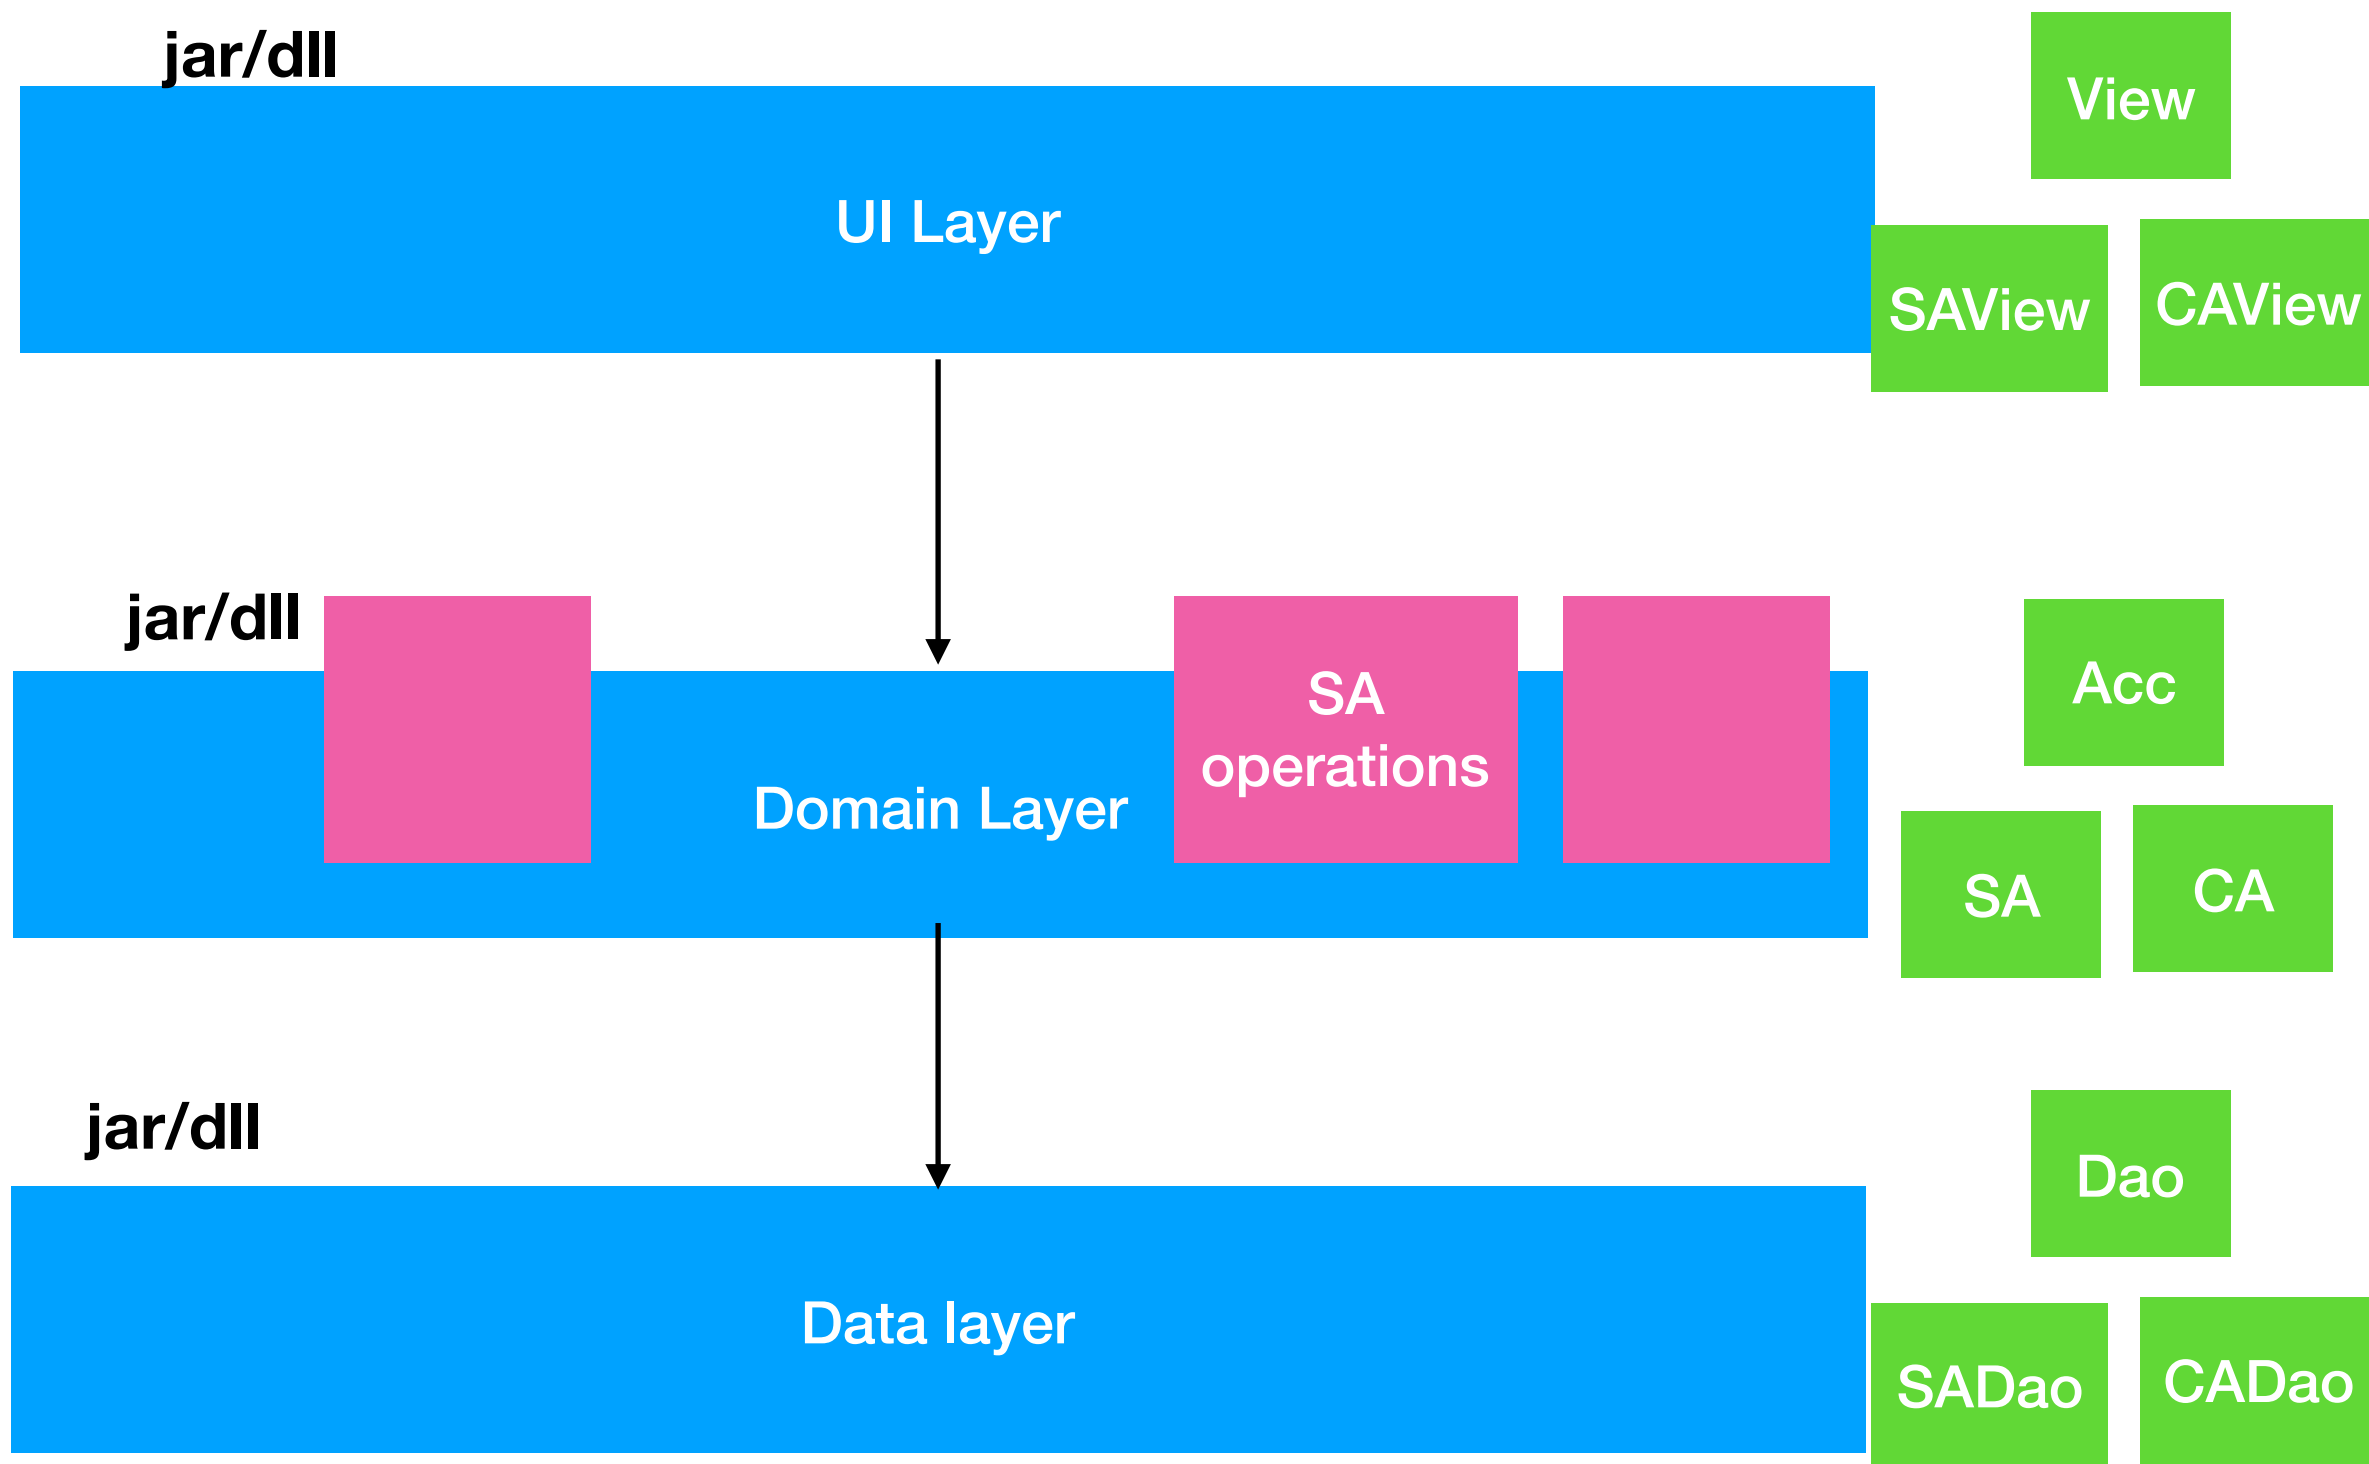 jar/dll
View
UI Layer
SAView
CAView
jar/dll
SA
operations
Acc
Domain Layer
SA
CA
jar/dll
Dao
Data layer
SADao
CADao